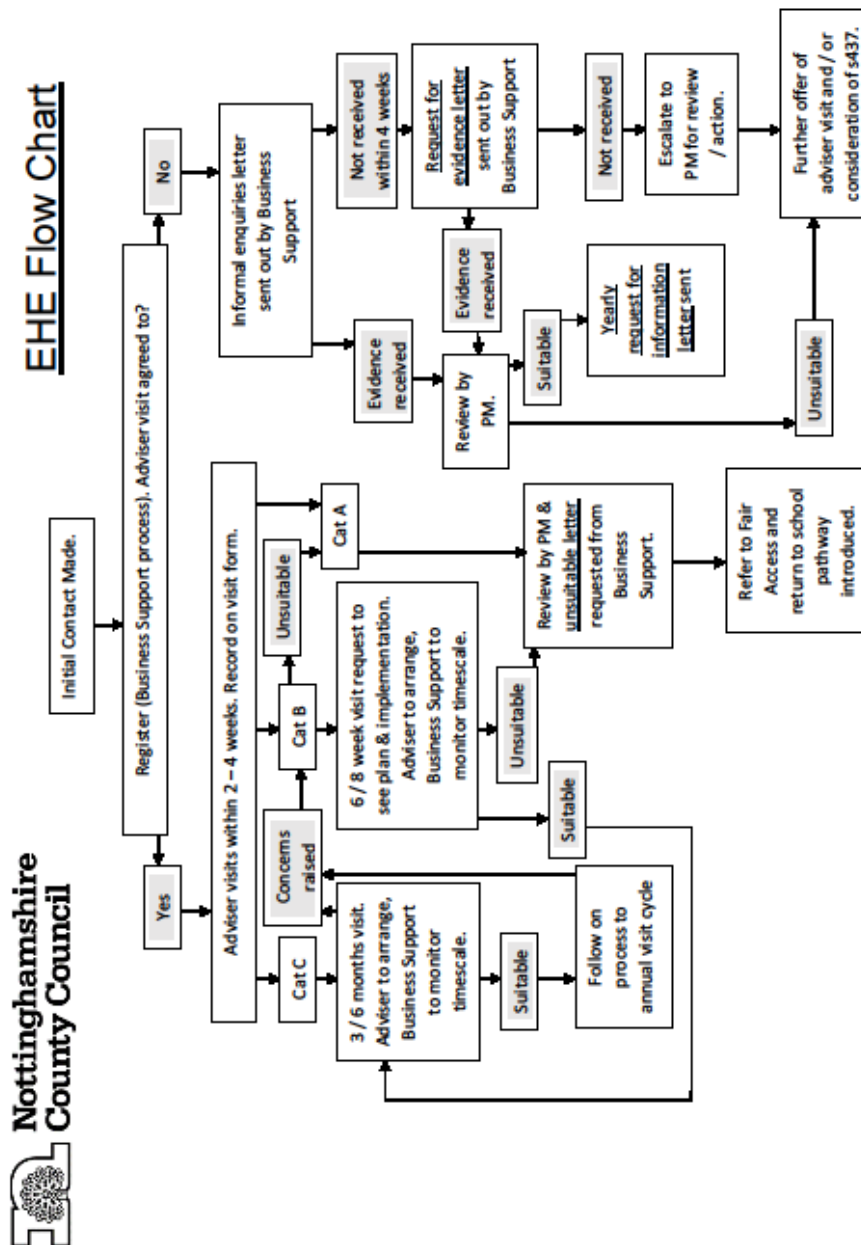 Nottinghamshire
County Council
EHE Flow Chart
Initial Contact Made.
Register (Business Support process). Adviser visit agreed to?
Yes
No
Adviser visits within 2 – 4 weeks. Record on visit form.
Cat C
Cat B
Cat A
Unsuitable
Concerns
raised
3 / 6 months visit.
Adviser to arrange,
Business Support
to monitor
timescale.
Suitable
Follow on
process to
annual visit cycle
6 / 8 week visit request to
see plan & implementation.
Adviser to arrange,
Business Support to
monitor timescale.
Suitable
Unsuitable
Review by PM &
unsuitable letter
requested from
Business
Support.
Refer to Fair
Access and
return to school
pathway
introduced.
Informal enquiries letter
sent out by Business
Support
Evidence
received
Not received
within 4 weeks
Request for
evidence letter
sent out by
Business Support
Evidence
received
Review by
PM.
Suitable
Yearly
request for
information
letter sent
Not received
Escalate to
PM for review
/ action.
Unsuitable
Further offer of
adviser visit and / or
consideration of s437.